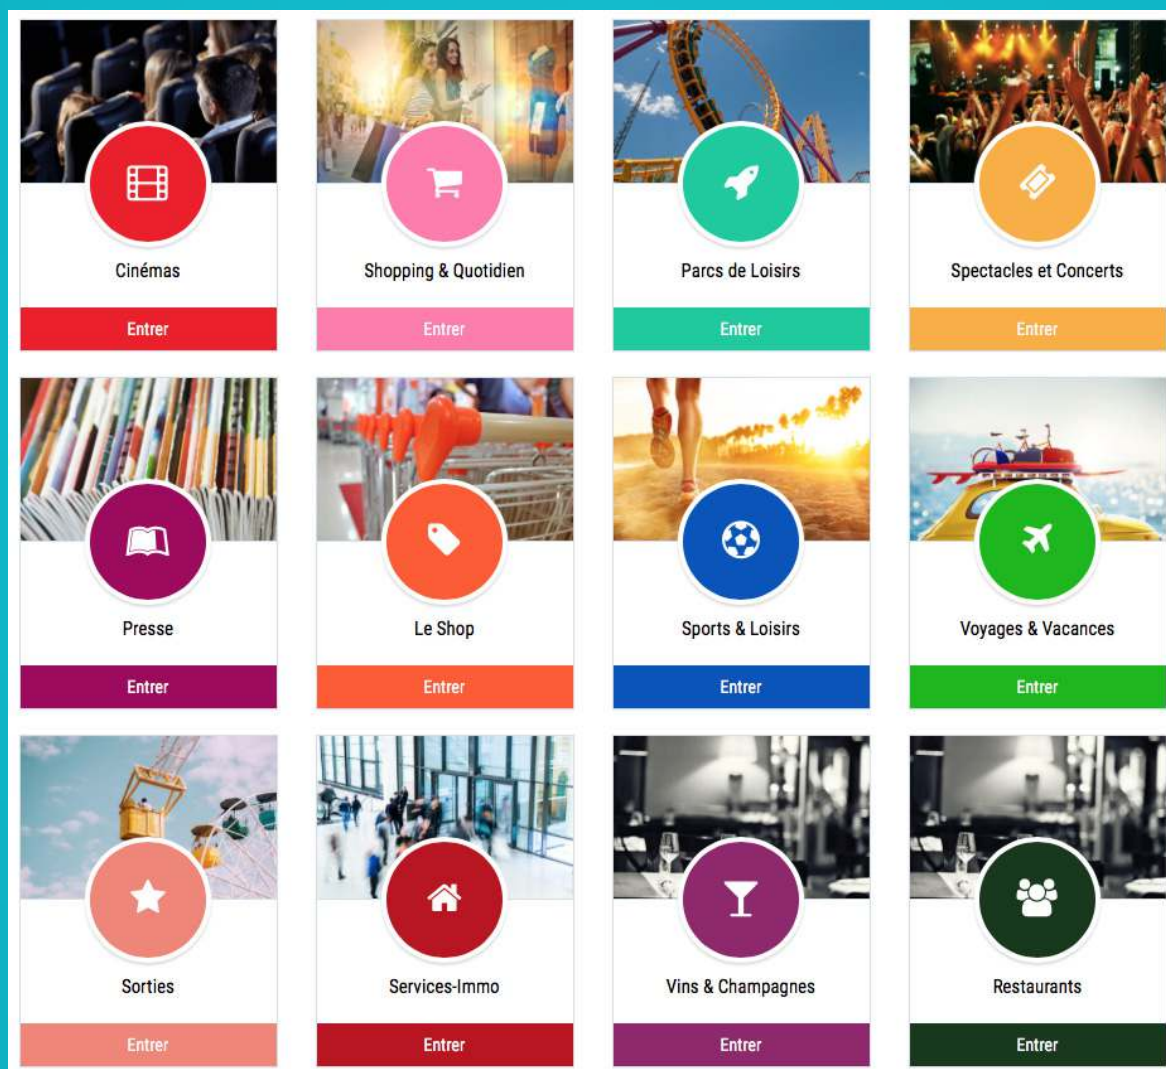 Cinémas
Shopping & Quotidien
Parcs de Loisirs
Spectacles et Concerts
Entrer
Entrer
Entrer
Entrer
Presse
Le Shop
Sports & Loisirs
Voyages & Vacances
Entrer
Entrer
Entrer
Entrer
Sorties
Services-Immo
Vins & Champagnes
Restaurants
Entrer
Entrer
Entrer
Entrer